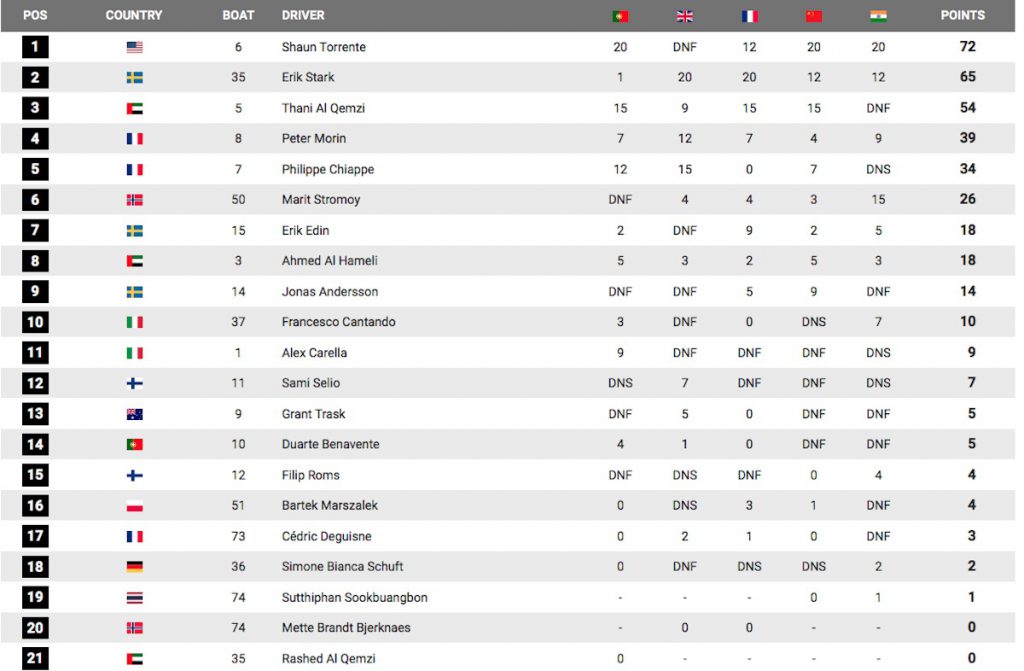 POS COUNTRY BOAT DRIVER POINTS
1 6 Shaun Torrente 20 DNF 12 20 20 72
2 35 Erik Stark 1 20 20 12 12 65
3 5 Thani Al Qemzi 15 9 15 15 DNF 54
4 8 Peter Morin 7 12 7 4 9 39
5 7 Philippe Chiappe 12 15 0 7 DNS 34
6 50 Marit Stromoy DNF 4 4 3 15 26
7 15 Erik Edin 2 DNF 9 2 5 18
8 3 Ahmed Al Hameli 5 3 2 5 3 18
9 14 Jonas Andersson DNF DNF 5 9 DNF 14
10 37 Francesco Cantando 3 DNF 0 DNS 7 10
11 1 Alex Carella 9 DNF DNF DNF DNS 9
12 11 Sami Selio DNS 7 DNF DNF DNS 7
13 9 Grant Trask DNF 5 0 DNF DNF 5
14 10 Duarte Benavente 4 1 0 DNF DNF 5
15 12 Filip Roms DNF DNS DNF 0 4 4
16 51 Bartek Marszalek 0 DNS 3 1 DNF 4
17 73 Cédric Deguisne 0 2 1 0 DNF 3
18 36 Simone Bianca Schuft 0 DNF DNS DNS 2 2
19 74 Sutthiphan Sookbuangbon - - - 0 1 1
20 74 Mette Brandt Bjerknaes - 0 0 - - 0
21 35 Rashed Al Qemzi 0 - - - - 0